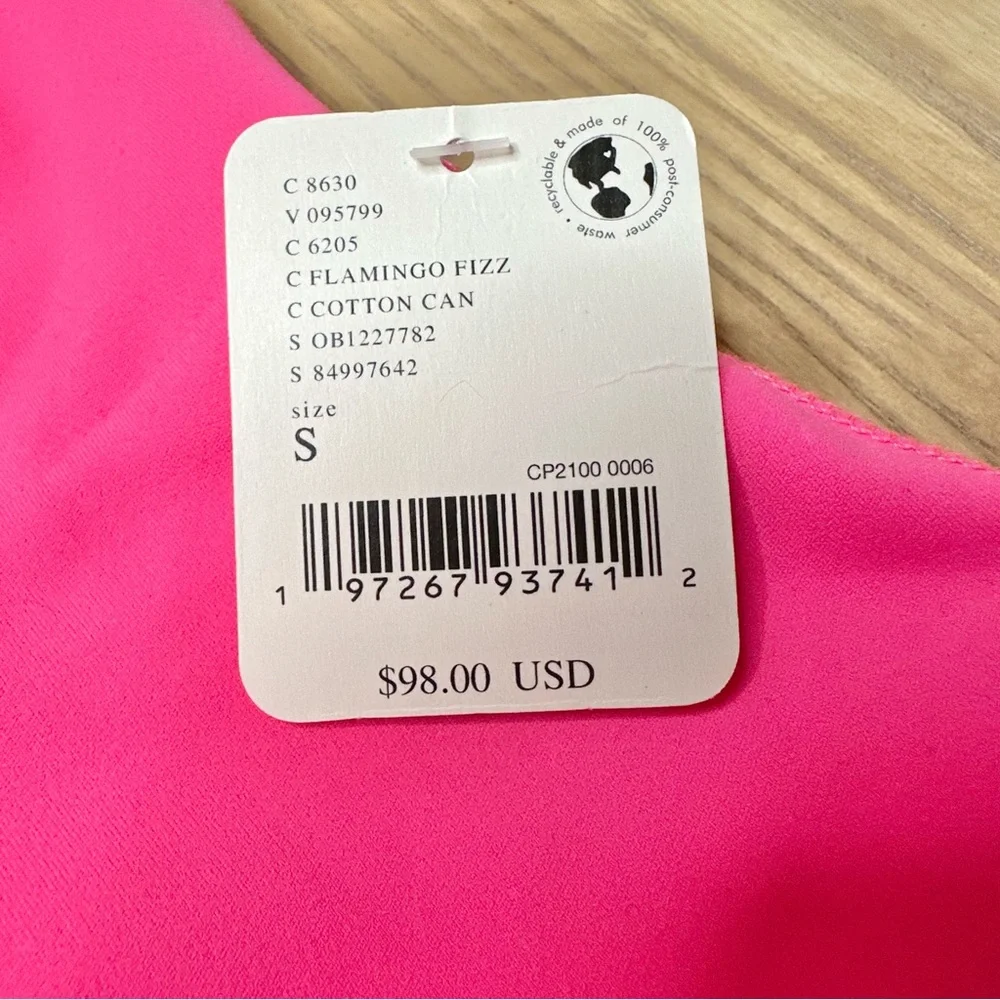 recyclable & made of 100% post-consumer waste •
C 8630
V 095799
C 6205
C FLAMINGO FIZZ
C COTTON CAN
S OB1227782
S 84997642
size
S
CP2100 0006
1 97267 93741 2
$98.00 USD